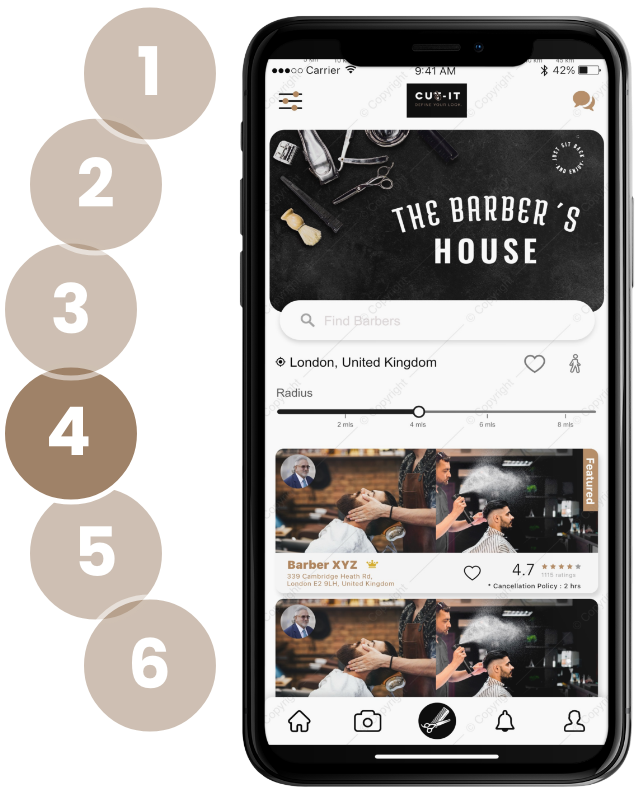 1
2
3
4
5
6
Carrier
9:41 AM
42%
CUT-IT
DEFINE YOUR LOOK.
JUST SIT BACK
AND ENJOY
THE BARBER´S
HOUSE
Find Barbers
London, United Kingdom
Radius
2 mls
4 mls
6 mls
8 mls
Featured
Barber XYZ
339 Cambridge Heath Rd,
London E2 9LH, United Kingdom
4.7
1115 ratings
* Cancellation Policy : 2 hrs
© Copyright